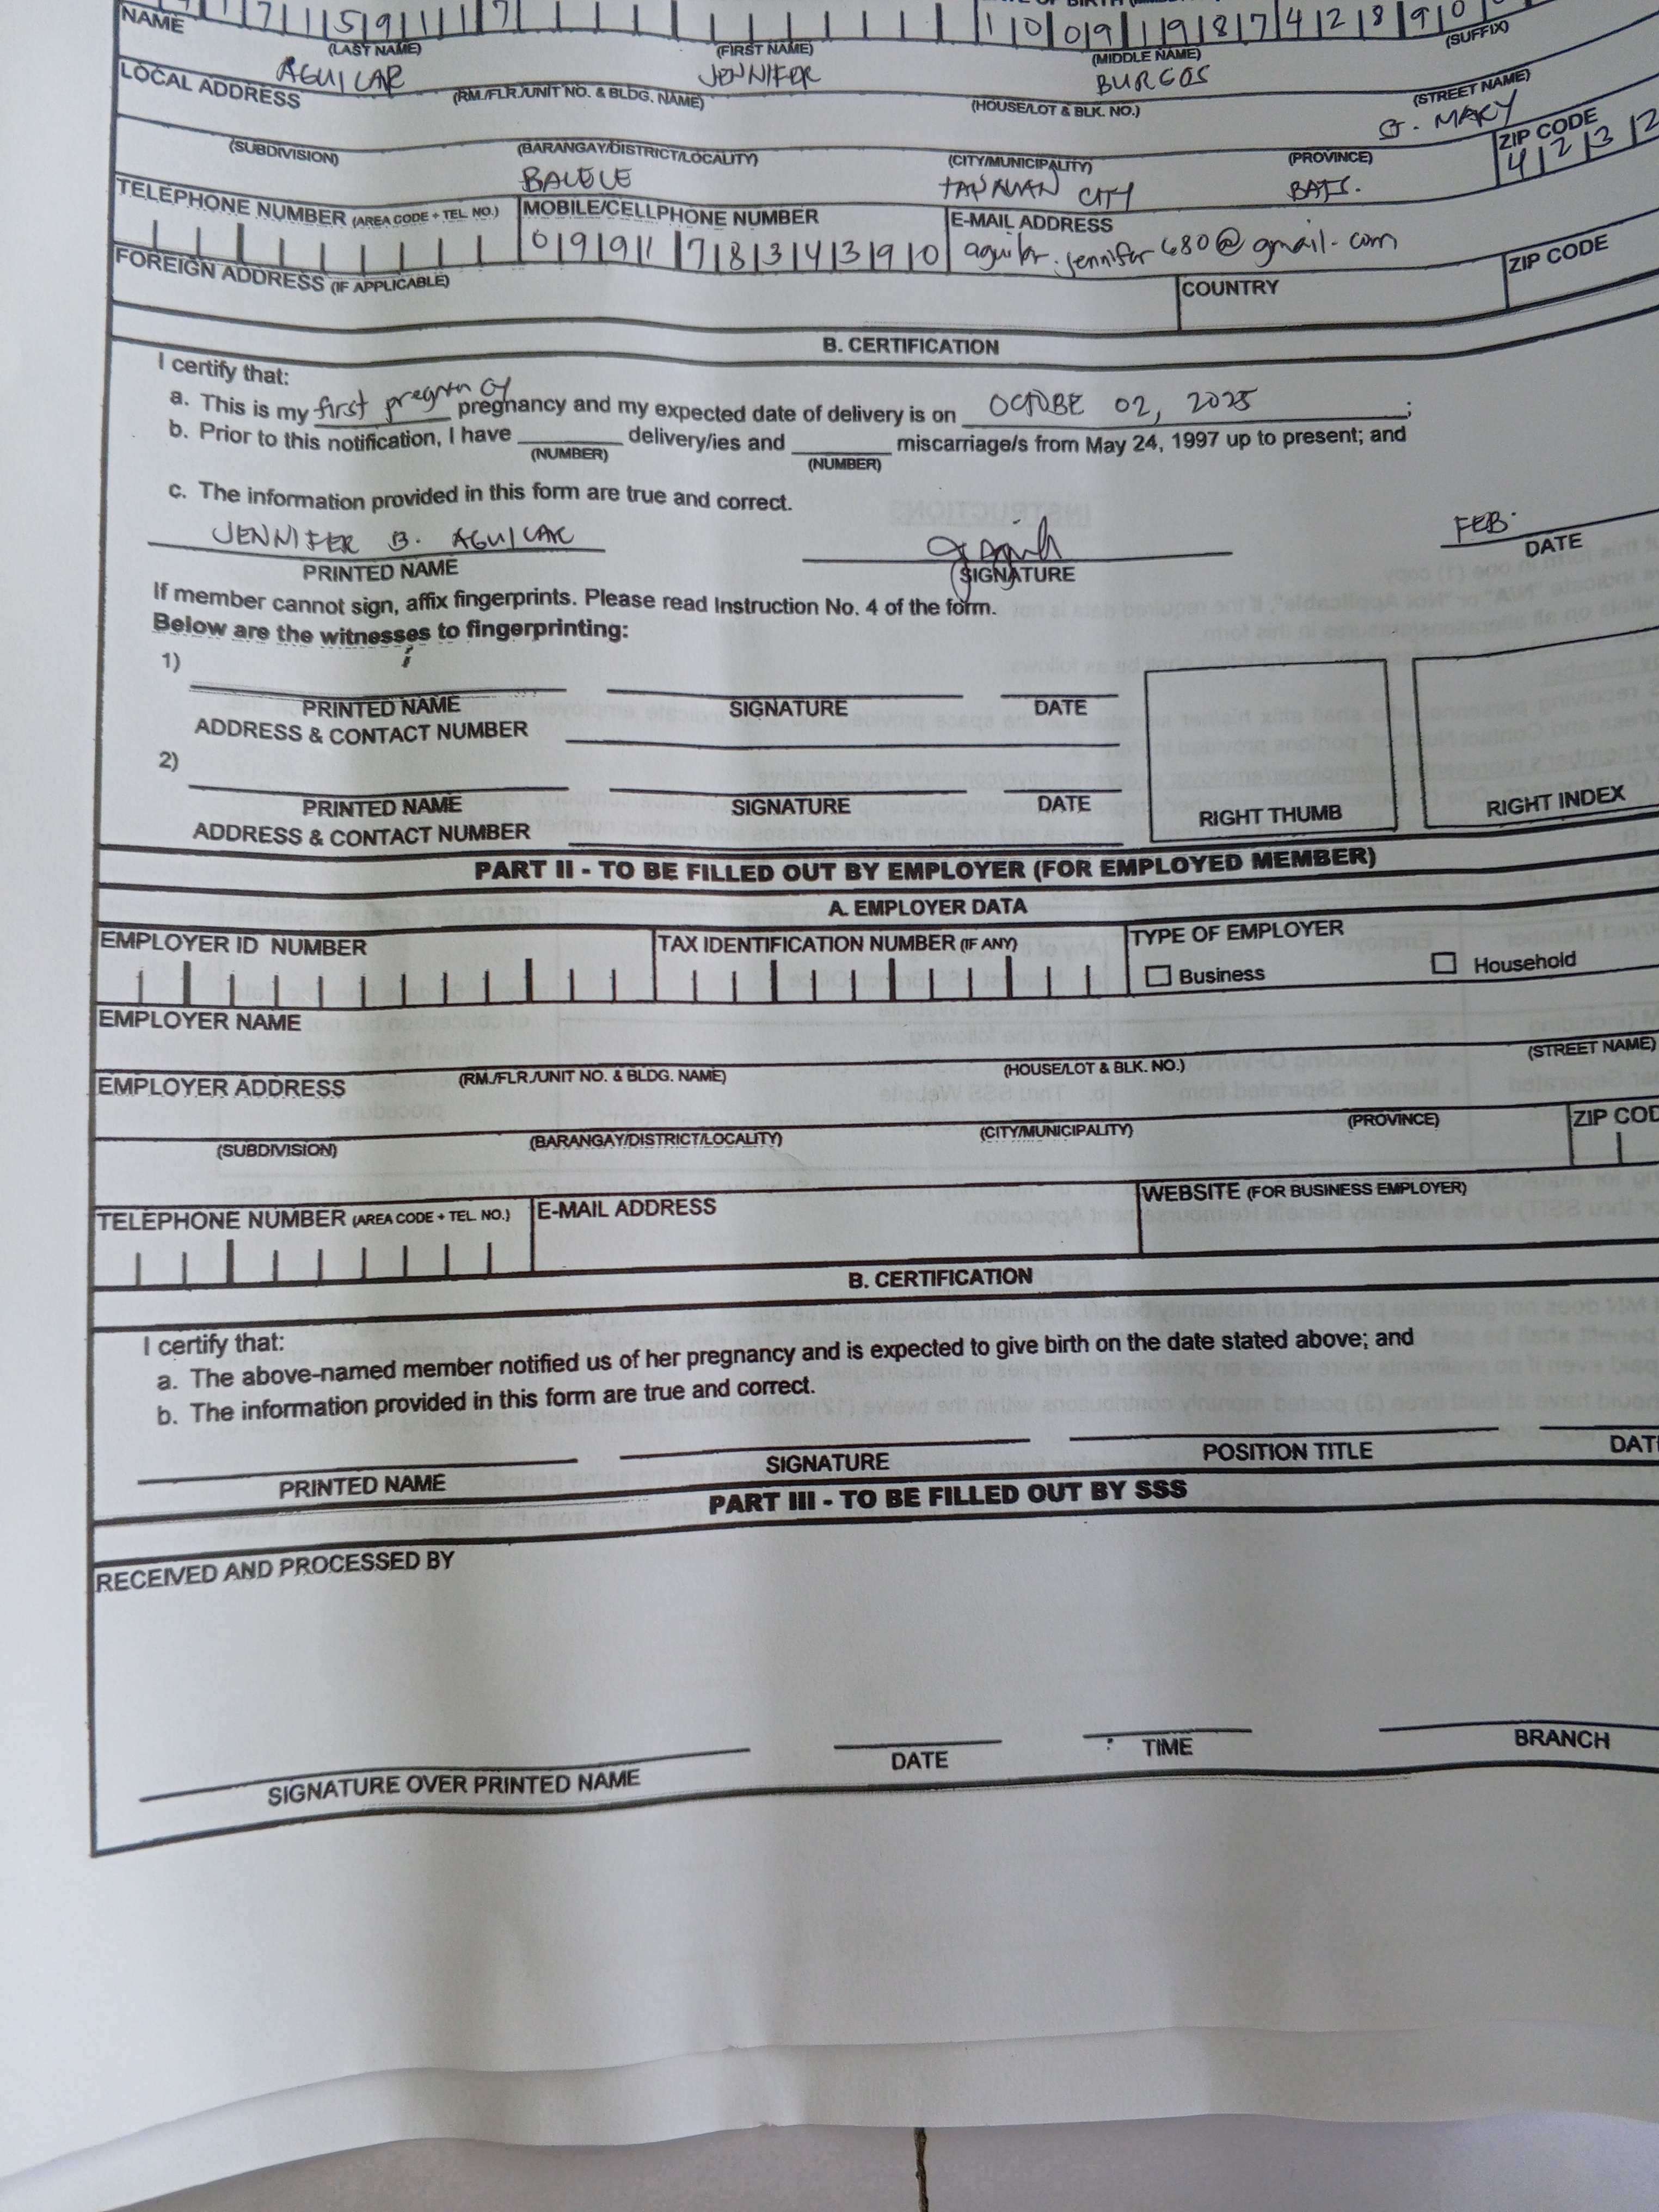 NAME
7 1 1 5 9 1 1 1 7 1 0 0 9 1 9 8 7 4 2 8 9 0
(LAST NAME) (FIRST NAME) (MIDDLE NAME) (SUFFIX)
AGUILAR JENNIFER BURGOS
LOCAL ADDRESS (RM./FLR./UNIT NO. & BLDG. NAME) (HOUSE/LOT & BLK. NO.) (STREET NAME)
ST. MARY
(SUBDIVISION) (BARANGAY/DISTRICT/LOCALITY) (CITY/MUNICIPALITY) (PROVINCE) ZIP CODE
BALELE TANAUAN CITY BATS. 4 2 3 2
TELEPHONE NUMBER (AREA CODE + TEL. NO.) MOBILE/CELLPHONE NUMBER E-MAIL ADDRESS
0 9 9 1 7 8 3 4 3 9 0 aguilar.jennifer680@gmail.com
FOREIGN ADDRESS (IF APPLICABLE) COUNTRY ZIP CODE
B. CERTIFICATION
I certify that:
a. This is my first pregnancy pregnancy and my expected date of delivery is on OCTOBE 02, 2025;
b. Prior to this notification, I have ______ delivery/ies and ______ miscarriage/s from May 24, 1997 up to present; and
(NUMBER) (NUMBER)
c. The information provided in this form are true and correct.
JENNIFER B. AGUILAR FEB.
PRINTED NAME SIGNATURE DATE
If member cannot sign, affix fingerprints. Please read Instruction No. 4 of the form.
Below are the witnesses to fingerprinting:
1)
PRINTED NAME SIGNATURE DATE
ADDRESS & CONTACT NUMBER
2)
PRINTED NAME SIGNATURE DATE
ADDRESS & CONTACT NUMBER
RIGHT THUMB RIGHT INDEX
PART II - TO BE FILLED OUT BY EMPLOYER (FOR EMPLOYED MEMBER)
A. EMPLOYER DATA
EMPLOYER ID NUMBER TAX IDENTIFICATION NUMBER (IF ANY) TYPE OF EMPLOYER
Business Household
EMPLOYER NAME
EMPLOYER ADDRESS (RM./FLR./UNIT NO. & BLDG. NAME) (HOUSE/LOT & BLK. NO.) (STREET NAME)
(SUBDIVISION) (BARANGAY/DISTRICT/LOCALITY) (CITY/MUNICIPALITY) (PROVINCE) ZIP COD
TELEPHONE NUMBER (AREA CODE + TEL. NO.) E-MAIL ADDRESS WEBSITE (FOR BUSINESS EMPLOYER)
B. CERTIFICATION
I certify that:
a. The above-named member notified us of her pregnancy and is expected to give birth on the date stated above; and
b. The information provided in this form are true and correct.
PRINTED NAME SIGNATURE POSITION TITLE DAT
PART III - TO BE FILLED OUT BY SSS
RECEIVED AND PROCESSED BY
SIGNATURE OVER PRINTED NAME DATE TIME BRANCH